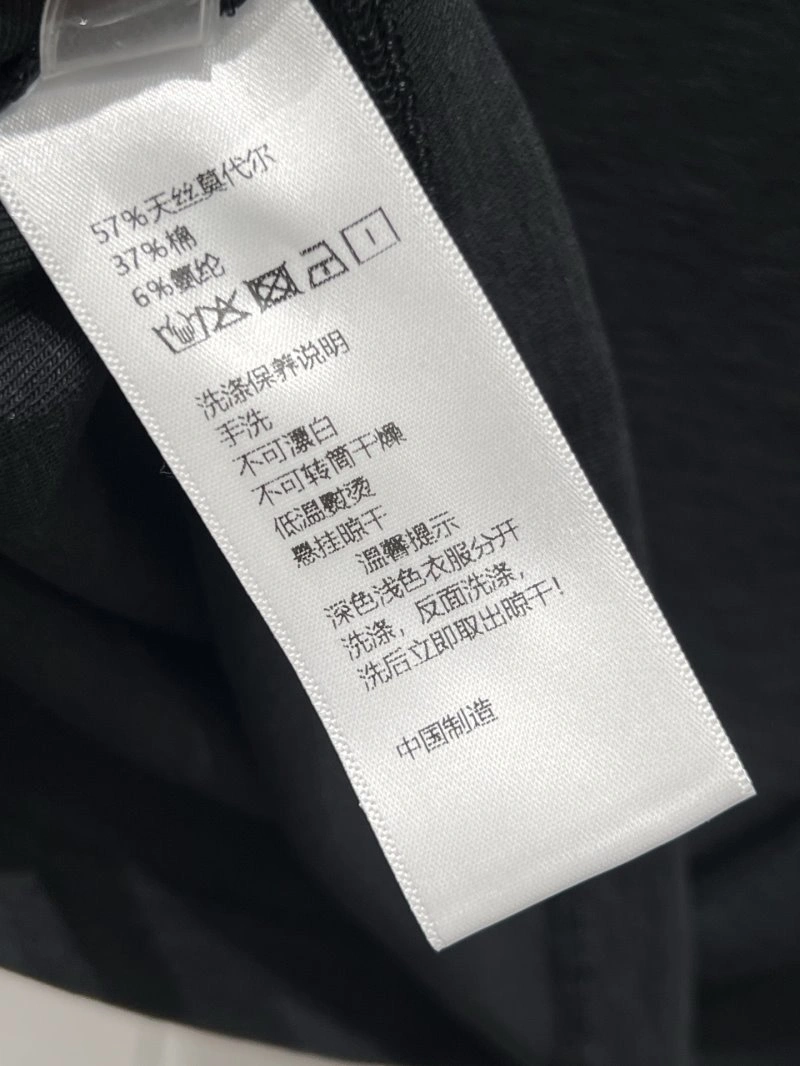 57%天丝莫代尔
37%棉
6%氨纶
洗涤保养说明
手洗
不可漂白
不可转筒干燥
低温熨烫
悬挂晾干
温馨提示
深色浅色衣服分开
洗涤，反面洗涤，
洗后立即取出晾干！
中国制造